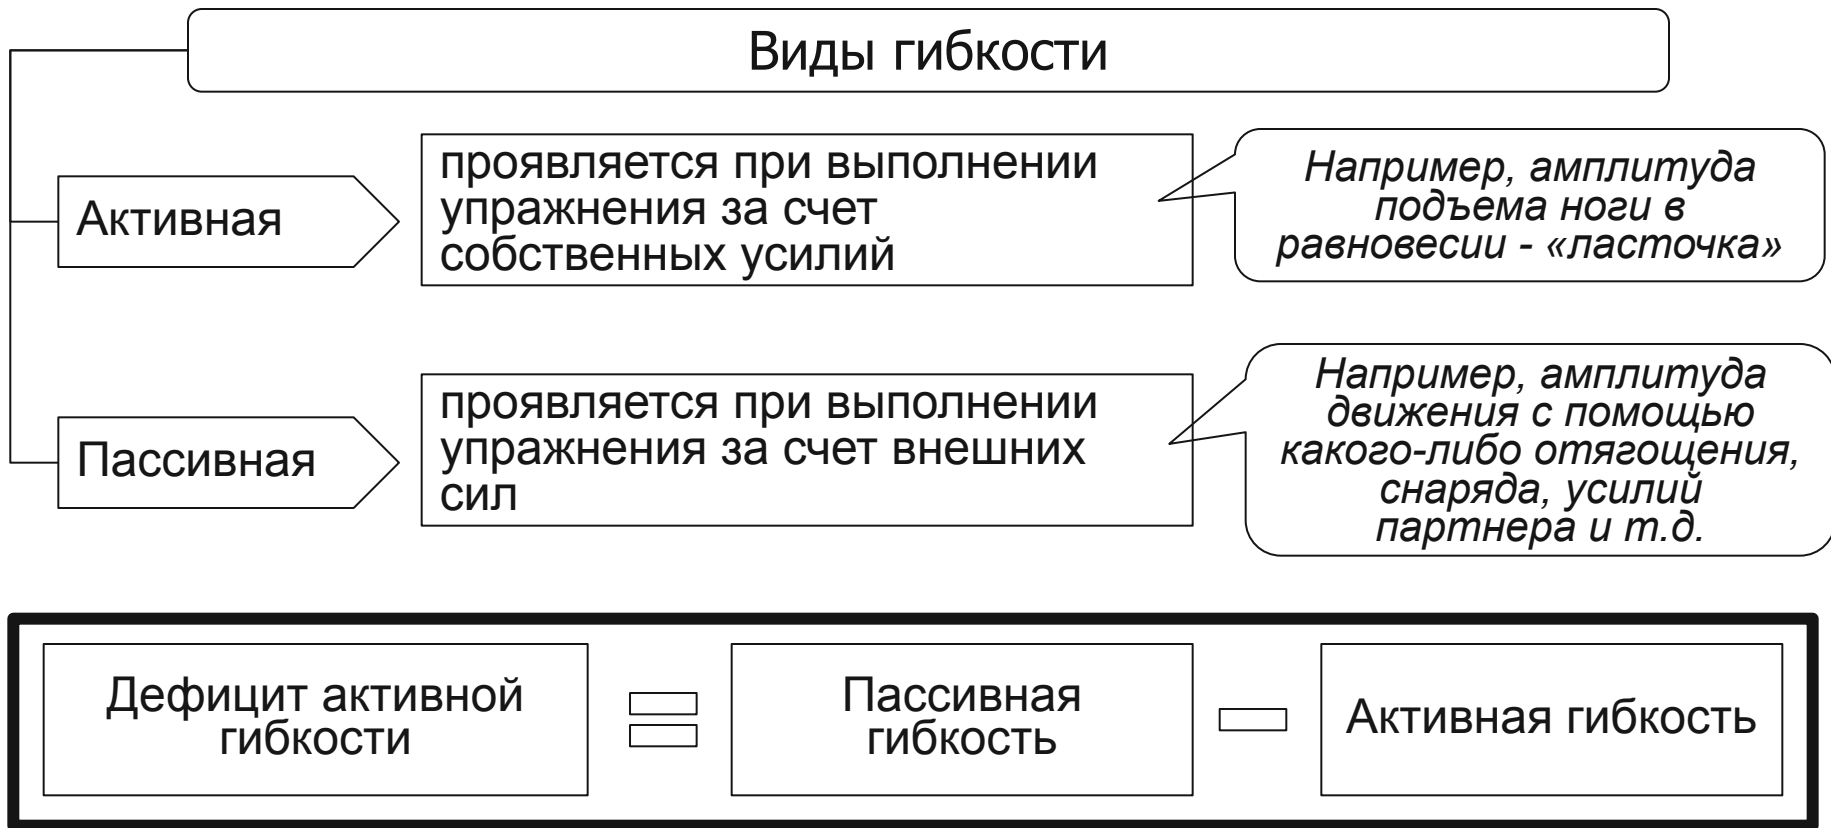 Виды гибкости
Активная
проявляется при выполнении
упражнения за счет
собственных усилий
Например, амплитуда
подъема ноги в
равновесии - «ласточка»
Пассивная
проявляется при выполнении
упражнения за счет внешних
сил
Например, амплитуда
движения с помощью
какого-либо отягощения,
снаряда, усилий
партнера и т.д.
Дефицит активной
гибкости
=
Пассивная
гибкость
-
Активная гибкость